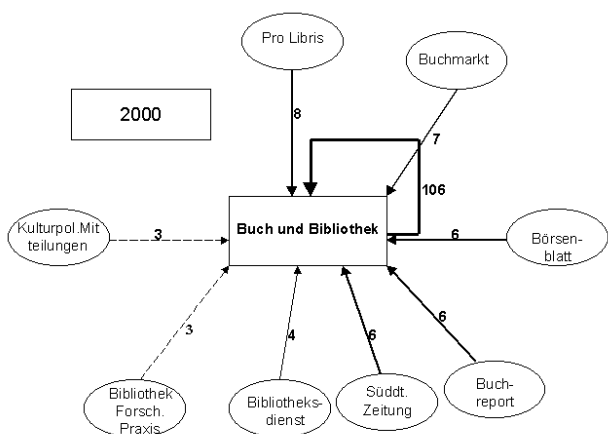 Pro Libris
Buchmarkt
2000
8
7
106
Kulturpol.Mit
teilungen
3
Buch und Bibliothek
6
Börsen-
blatt
3
4
6
6
Bibliothek
Forsch.
Praxis
Bibliotheks-
dienst
Süddt.
Zeitung
Buch-
report